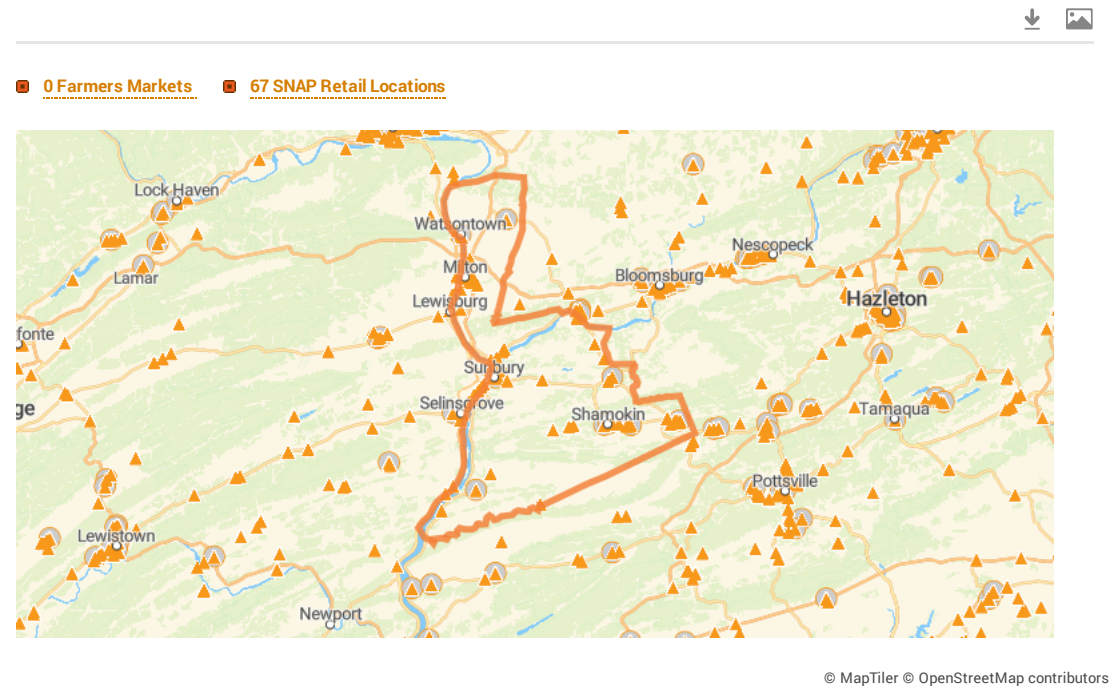 0 Farmers Markets 67 SNAP Retail Locations
Lock Haven
Watsontown
Nescopeck
Lamar
Milton
Bloomsburg
Lewisburg
Hazleton
fonte
Sunbury
ge
Selinsgrove
Shamokin
Tamaqua
Pottsville
Lewistown
Newport
© MapTiler © OpenStreetMap contributors